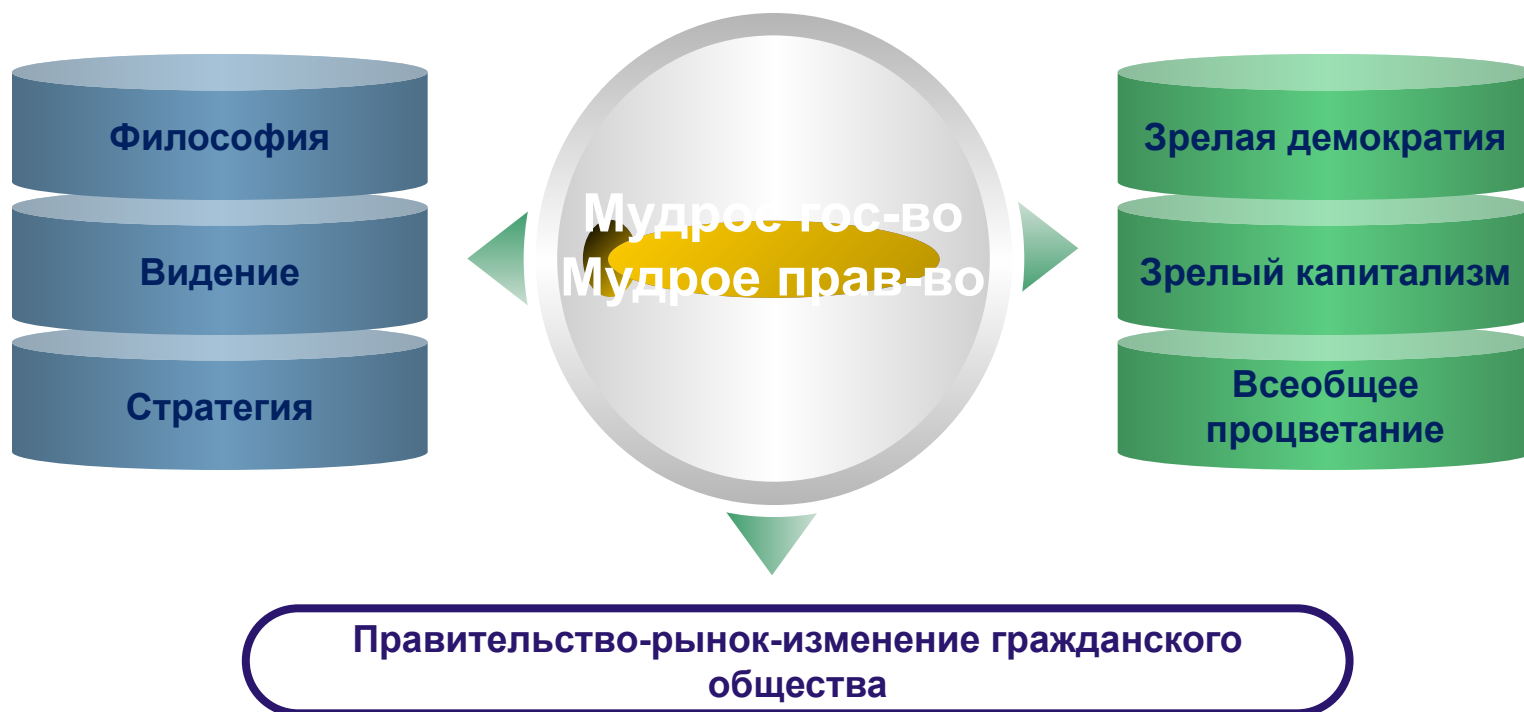 Философия
Видение
Стратегия
Мудрое гос-во
Мудрое прав-во
Зрелая демократия
Зрелый капитализм
Всеобщее
процветание
Правительство-рынок-изменение гражданского
общества